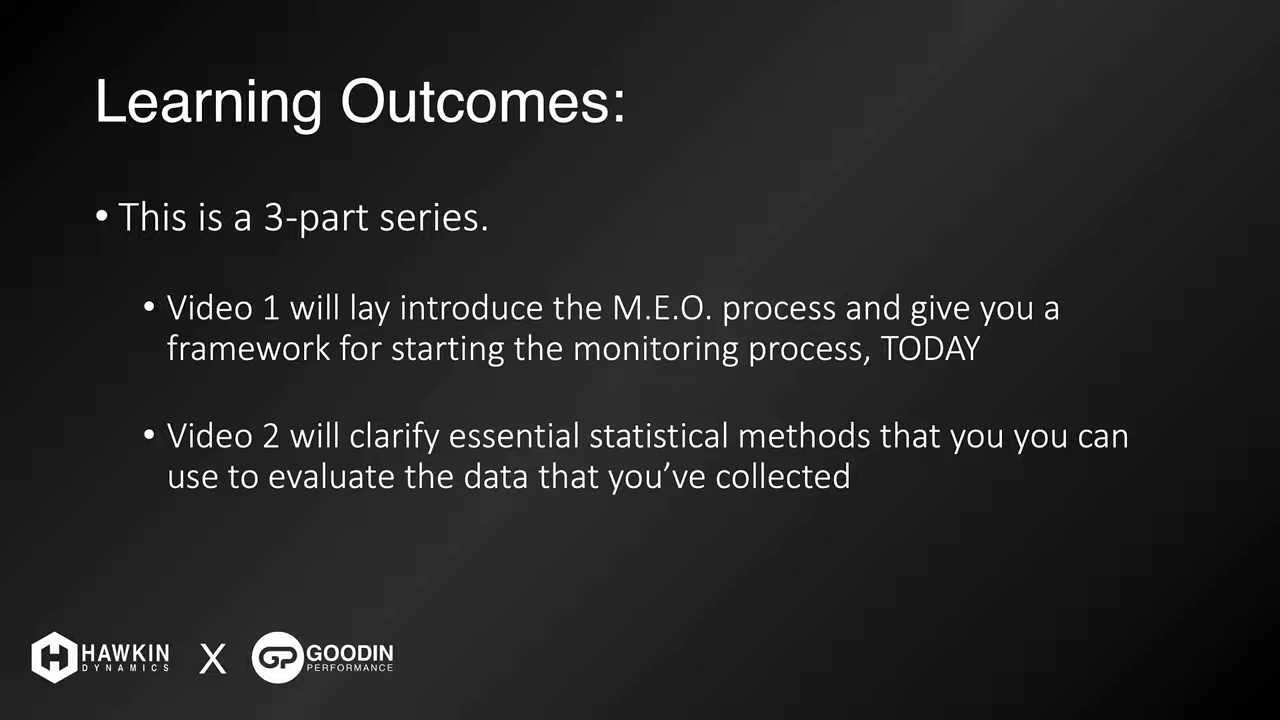 Learning Outcomes:
• This is a 3-part series.
• Video 1 will lay introduce the M.E.O. process and give you a
framework for starting the monitoring process, TODAY
• Video 2 will clarify essential statistical methods that you you can
use to evaluate the data that you’ve collected
HAWKIN
DYNAMICS
X
GP
GOODIN
PERFORMANCE